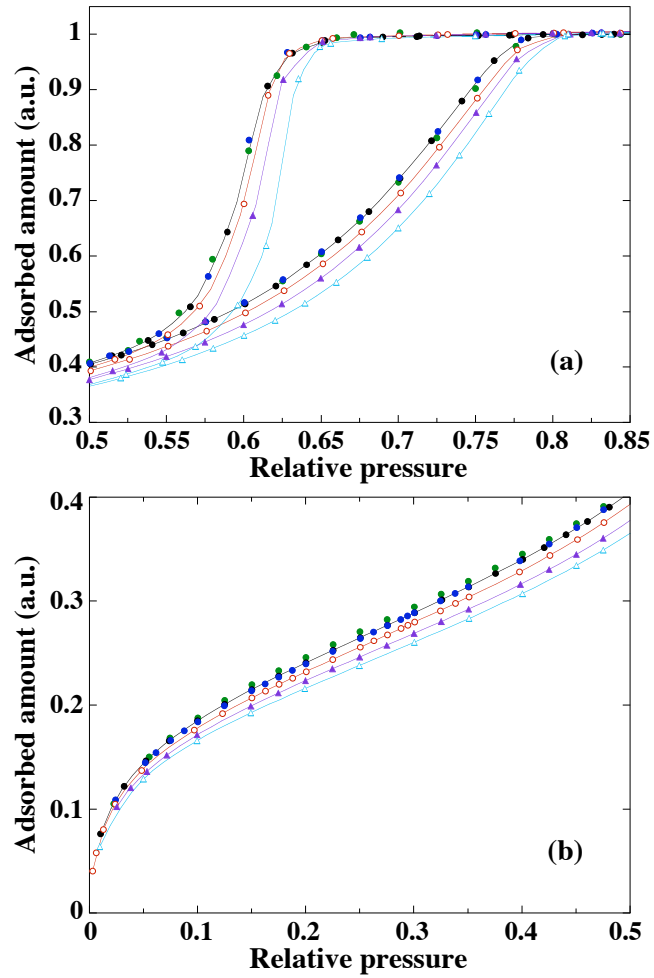 1
0.9
0.8
0.7
0.6
0.5
0.4
0.3
Adsorbed amount (a.u.)
(a)
0.5 0.55 0.6 0.65 0.7 0.75 0.8 0.85
Relative pressure
0.4
0.3
0.2
0.1
0
Adsorbed amount (a.u.)
(b)
0 0.1 0.2 0.3 0.4 0.5
Relative pressure